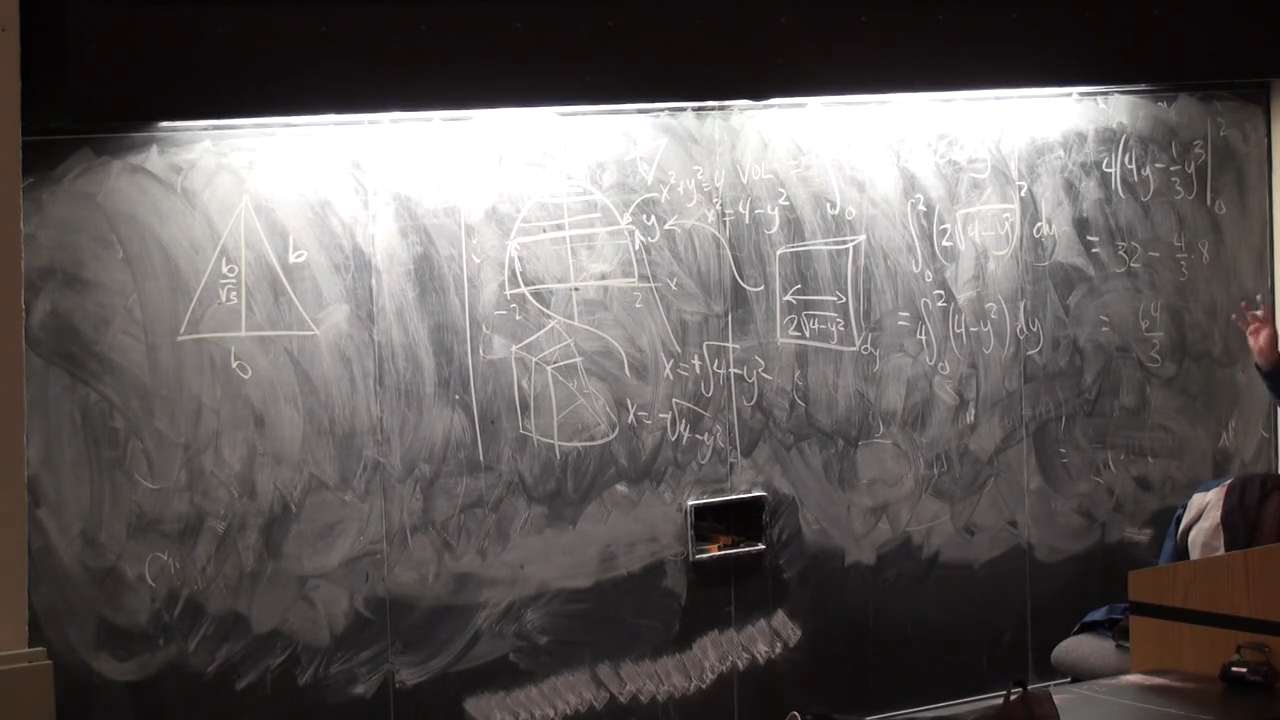 b/√3
b
b
x²+y²=4
x²=4-y²
y
x
-2
2
x=+√4-y²
x=-√4-y²
VOL =
2√4-y²
dy
∫₀² (2√4-y²)² dy
= 4∫₀² (4-y²) dy
= 4(4y-1/3y³|₀²
= 32 - 4/3·8
= 64/3